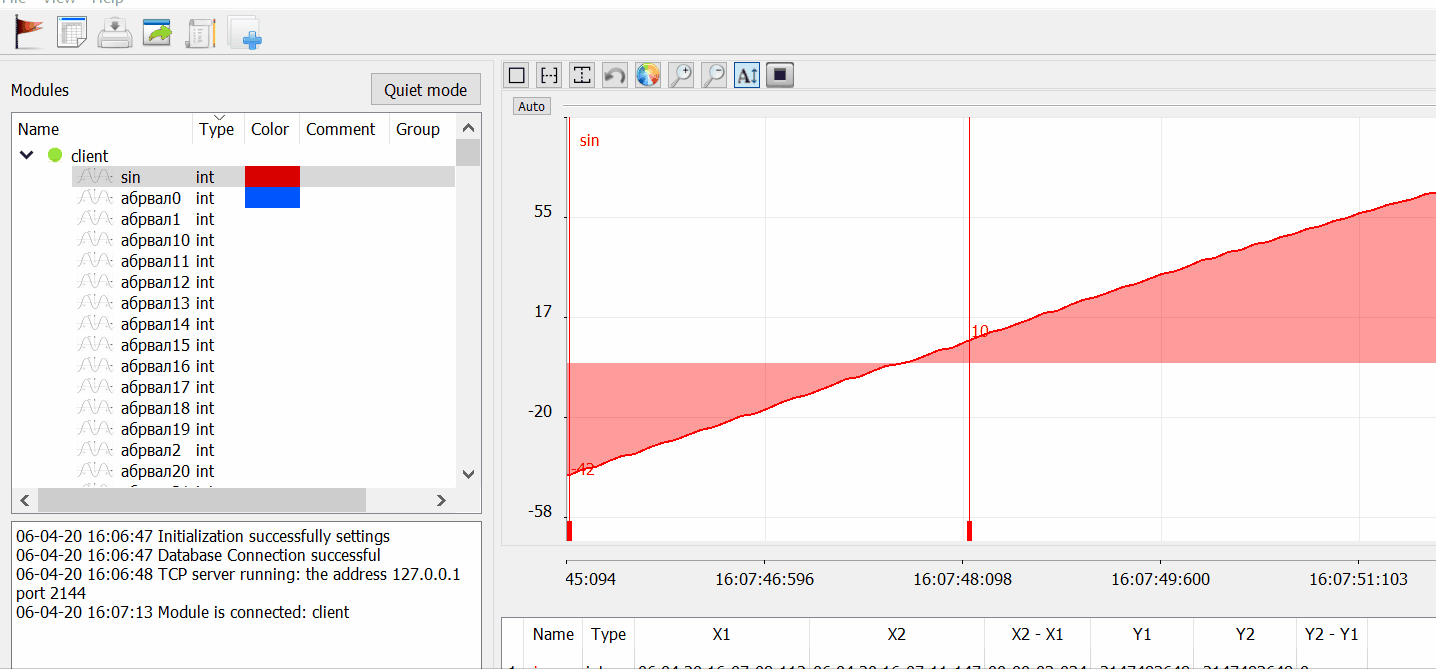 File View Help
Modules
Quiet mode
Name Type Color Comment Group
client
sin int
абрвал0 int
абрвал1 int
абрвал10 int
абрвал11 int
абрвал12 int
абрвал13 int
абрвал14 int
абрвал15 int
абрвал16 int
абрвал17 int
абрвал18 int
абрвал19 int
абрвал2 int
абрвал20 int
06-04-20 16:06:47 Initialization successfully settings
06-04-20 16:06:47 Database Connection successful
06-04-20 16:06:48 TCP server running: the address 127.0.0.1
port 2144
06-04-20 16:07:13 Module is connected: client
A
Auto
sin
55
17
10
-20
-42
-58
45:094 16:07:46:596 16:07:48:098 16:07:49:600 16:07:51:103
Name Type X1 X2 X2 - X1 Y1 Y2 Y2 - Y1